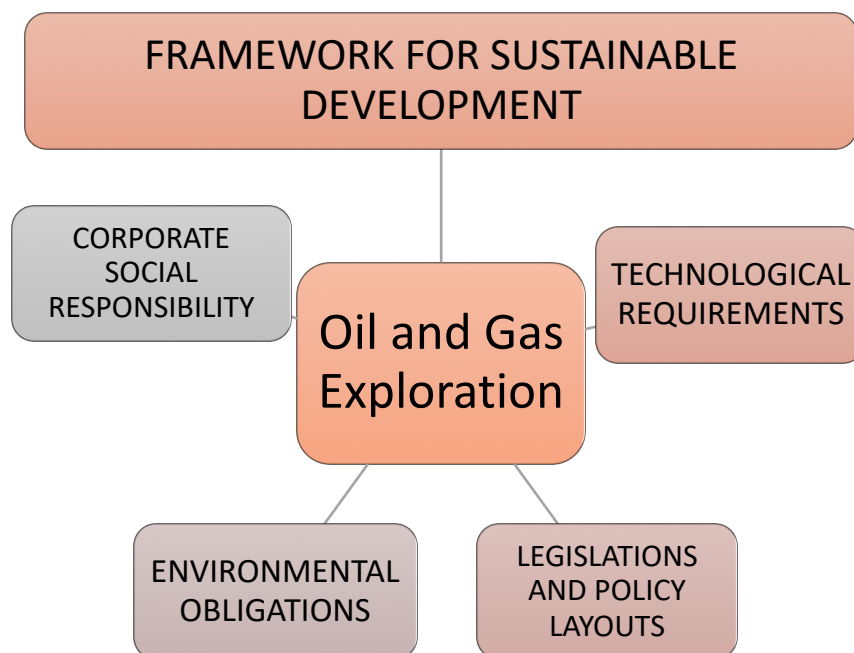 FRAMEWORK FOR SUSTAINABLE
DEVELOPMENT
CORPORATE
SOCIAL
RESPONSIBILITY
TECHNOLOGICAL
REQUIREMENTS
Oil and Gas
Exploration
ENVIRONMENTAL
OBLIGATIONS
LEGISLATIONS
AND POLICY
LAYOUTS